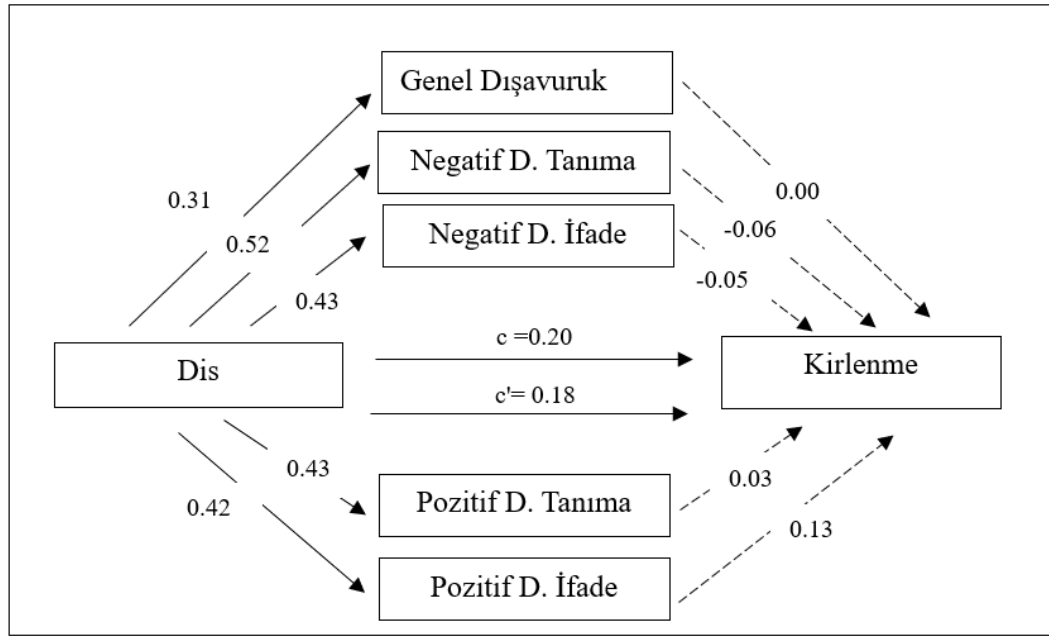 Genel Dışavuruk
Negatif D. Tanıma
Negatif D. İfade
0.31
0.52
0.43
0.00
-0.06
-0.05
Dis
c =0.20
c'= 0.18
Kirlenme
0.43
0.42
0.03
0.13
Pozitif D. Tanıma
Pozitif D. İfade